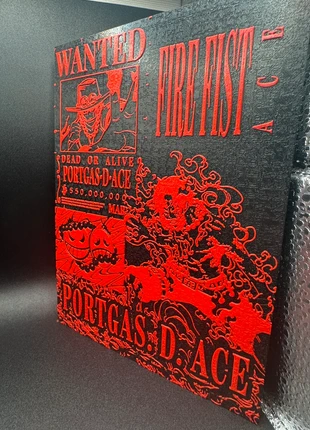 WANTED
FIRE FIST
ACE
DEAD OR ALIVE
PORTGAS·D·ACE
550,000,000
MARINE
PORTGAS·D·ACE